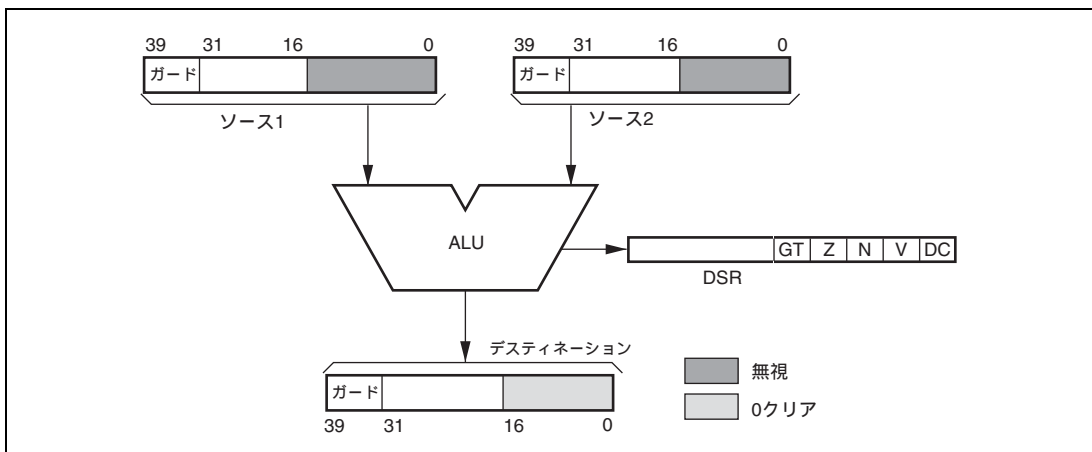 39 31 16 0
ガード
ソース1
39 31 16 0
ガード
ソース2
ALU
GT Z N V DC
DSR
デスティネーション
ガード
39 31 16 0
無視
0クリア